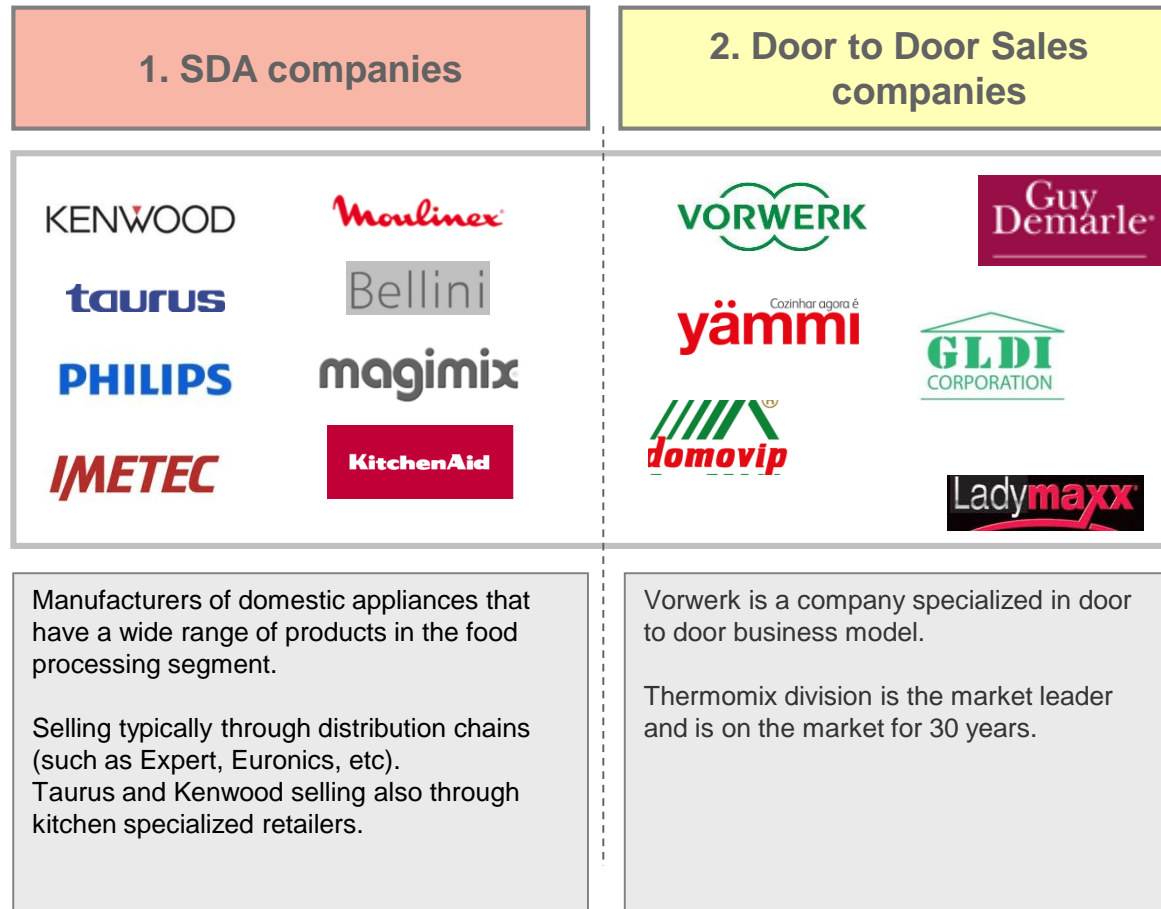 1. SDA companies
KENWOOD
Moulinex
taurus
Bellini
PHILIPS
magimix
IMETEC
KitchenAid
Manufacturers of domestic appliances that
have a wide range of products in the food
processing segment.
Selling typically through distribution chains
(such as Expert, Euronics, etc).
Taurus and Kenwood selling also through
kitchen specialized retailers.
2. Door to Door Sales
companies
VORWERK
Guy
Demarle
Cozinhar agora é
yämmi
GLDI
CORPORATION
domovip
Ladymaxx
Vorwerk is a company specialized in door
to door business model.
Thermomix division is the market leader
and is on the market for 30 years.